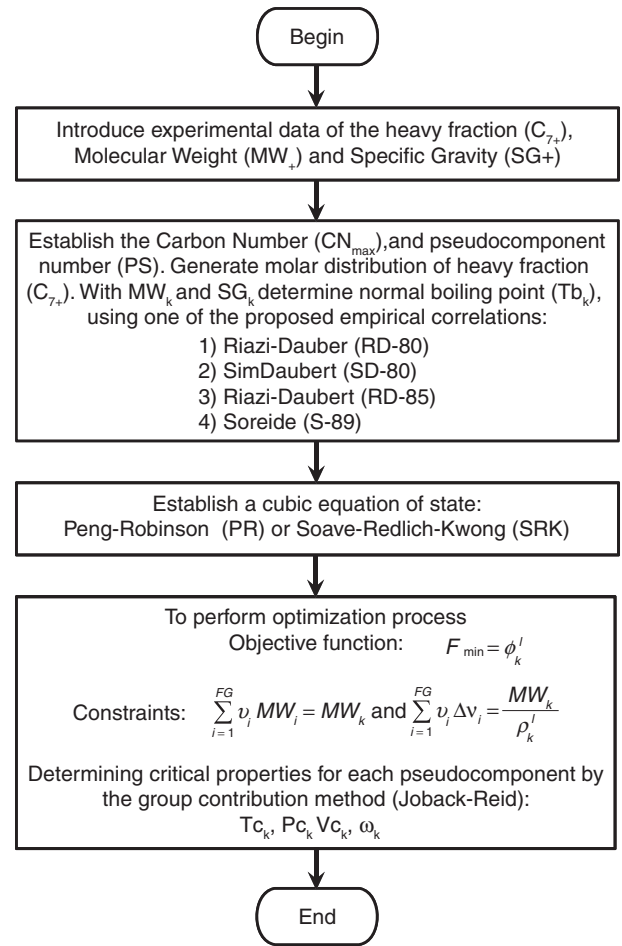 Begin
Introduce experimental data of the heavy fraction (C₇₊),
Molecular Weight (MW₊) and Specific Gravity (SG+)
Establish the Carbon Number (CNₘₐₓ),and pseudocomponent
number (PS). Generate molar distribution of heavy fraction
(C₇₊). With MWₖ and SGₖ determine normal boiling point (Tbₖ),
using one of the proposed empirical correlations:
1) Riazi-Dauber (RD-80)
2) SimDaubert (SD-80)
3) Riazi-Daubert (RD-85)
4) Soreide (S-89)
Establish a cubic equation of state:
Peng-Robinson (PR) or Soave-Redlich-Kwong (SRK)
To perform optimization process
Objective function: F min = ϕₖˡ
Constraints: ∑_{i=1}^{FG} υᵢ MWᵢ = MWₖ and ∑_{i=1}^{FG} υᵢ Δνᵢ = MWₖ / ρₖˡ
Determining critical properties for each pseudocomponent by
the group contribution method (Joback-Reid):
Tcₖ, Pcₖ Vcₖ, ωₖ
End